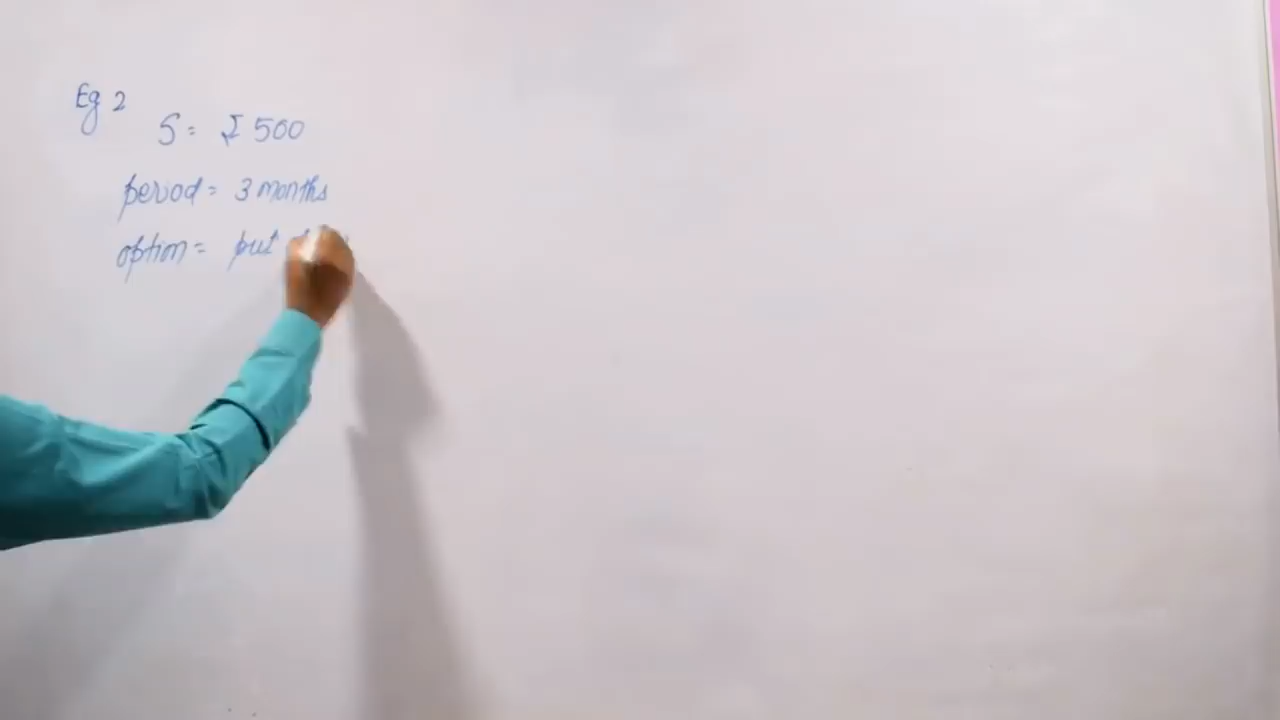 Eg 2
S = ₹ 500
period = 3 months
option = put